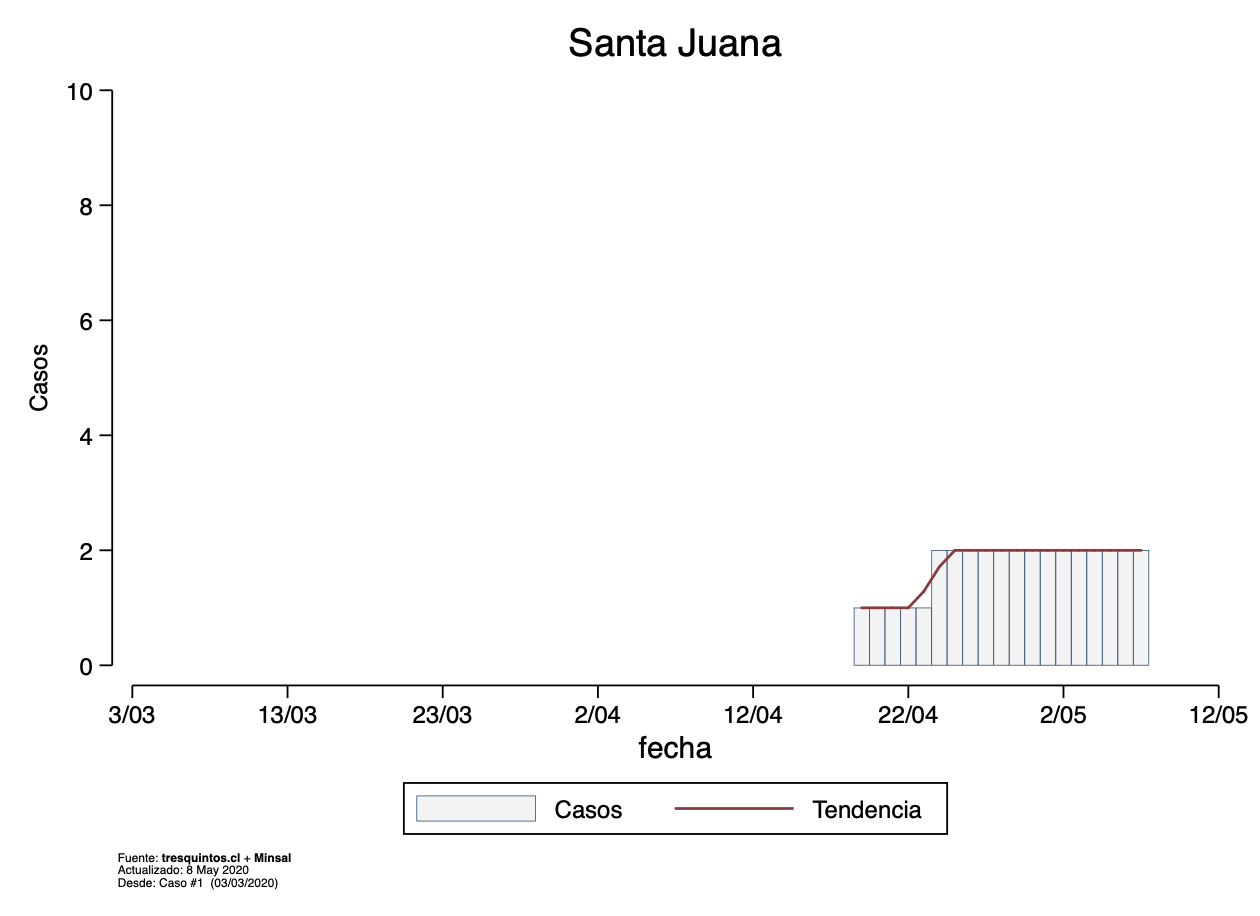 Santa Juana
10
8
6
4
2
0
Casos
3/03 13/03 23/03 2/04 12/04 22/04 2/05 12/05
fecha
Casos Tendencia
Fuente: tresquintos.cl + Minsal
Actualizado: 8 May 2020
Desde: Caso #1 (03/03/2020)